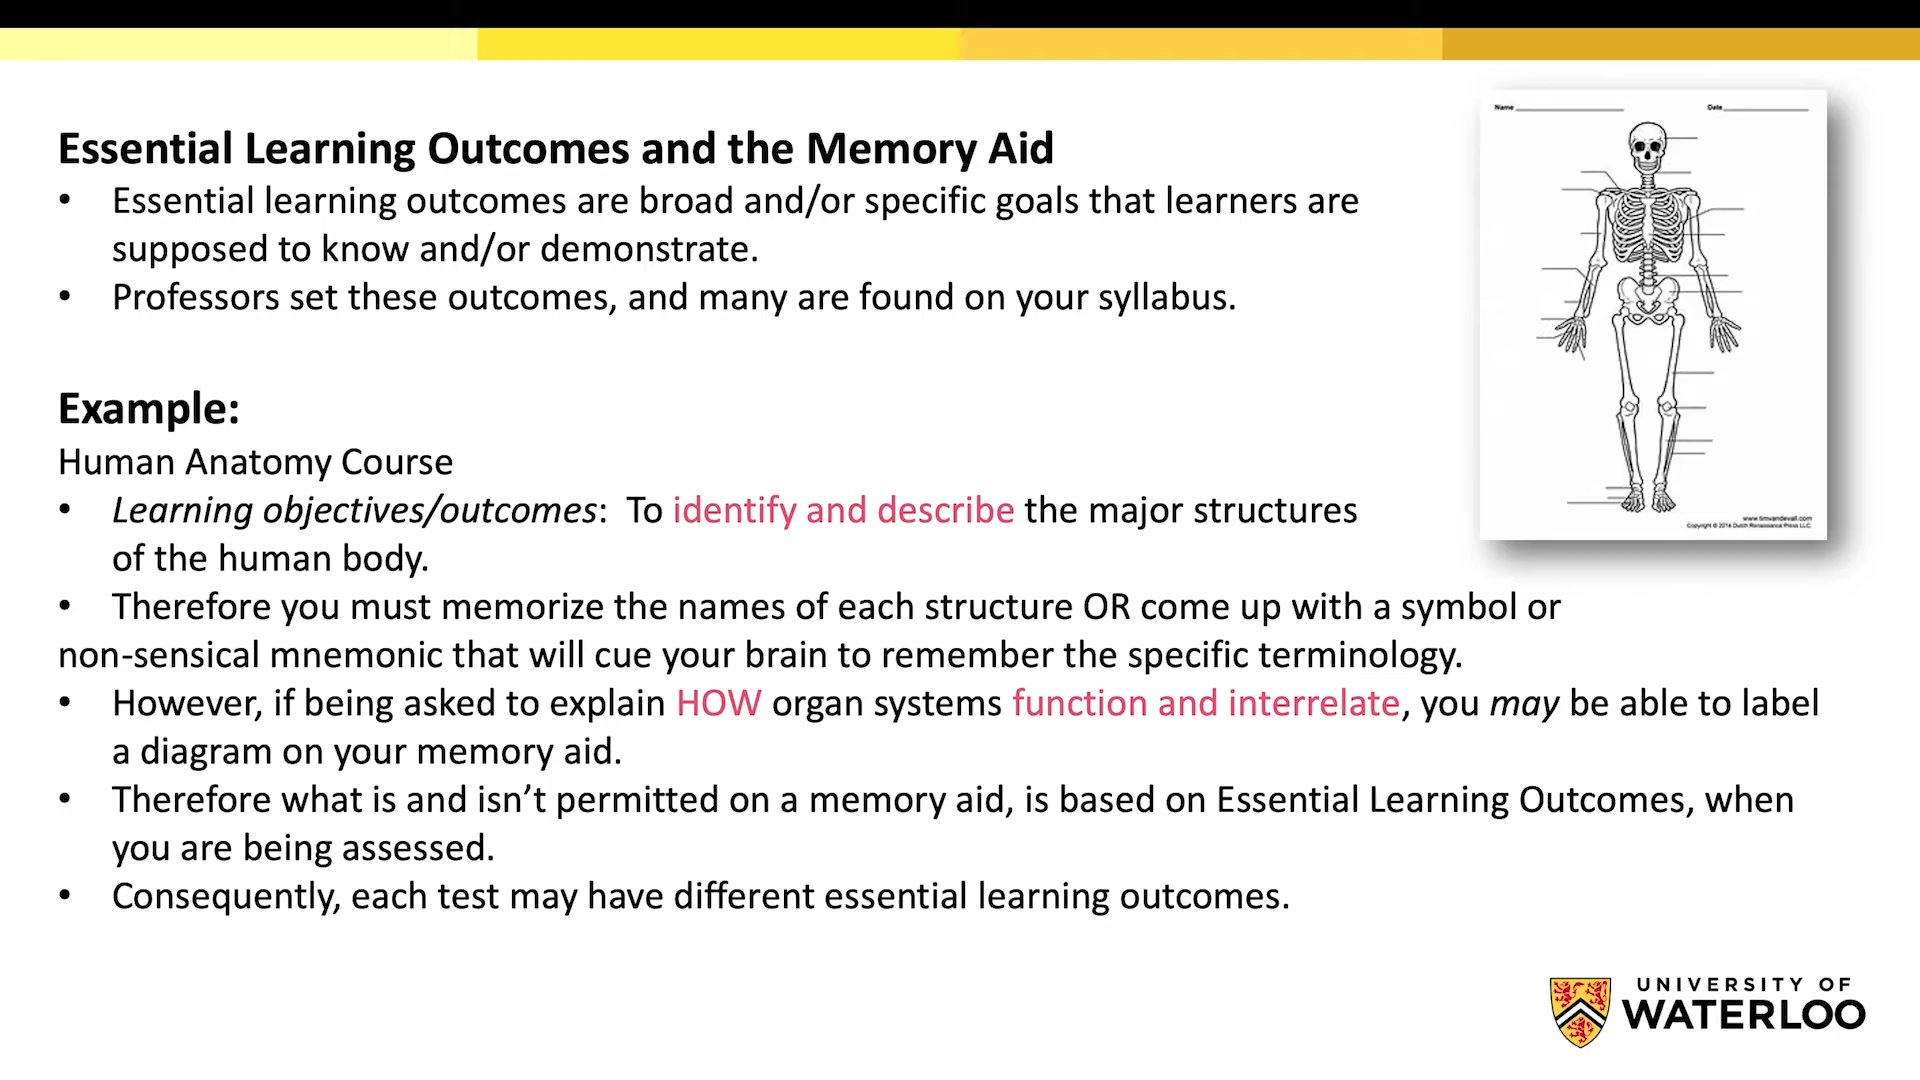 Essential Learning Outcomes and the Memory Aid
• Essential learning outcomes are broad and/or specific goals that learners are
supposed to know and/or demonstrate.
• Professors set these outcomes, and many are found on your syllabus.
Example:
Human Anatomy Course
• Learning objectives/outcomes: To identify and describe the major structures
of the human body.
• Therefore you must memorize the names of each structure OR come up with a symbol or
non-sensical mnemonic that will cue your brain to remember the specific terminology.
• However, if being asked to explain HOW organ systems function and interrelate, you may be able to label
a diagram on your memory aid.
• Therefore what is and isn’t permitted on a memory aid, is based on Essential Learning Outcomes, when
you are being assessed.
• Consequently, each test may have different essential learning outcomes.
Name Date
www.timvandevall.com
Copyright © 2014 Dutch Renaissance Press LLC.
UNIVERSITY OF
WATERLOO